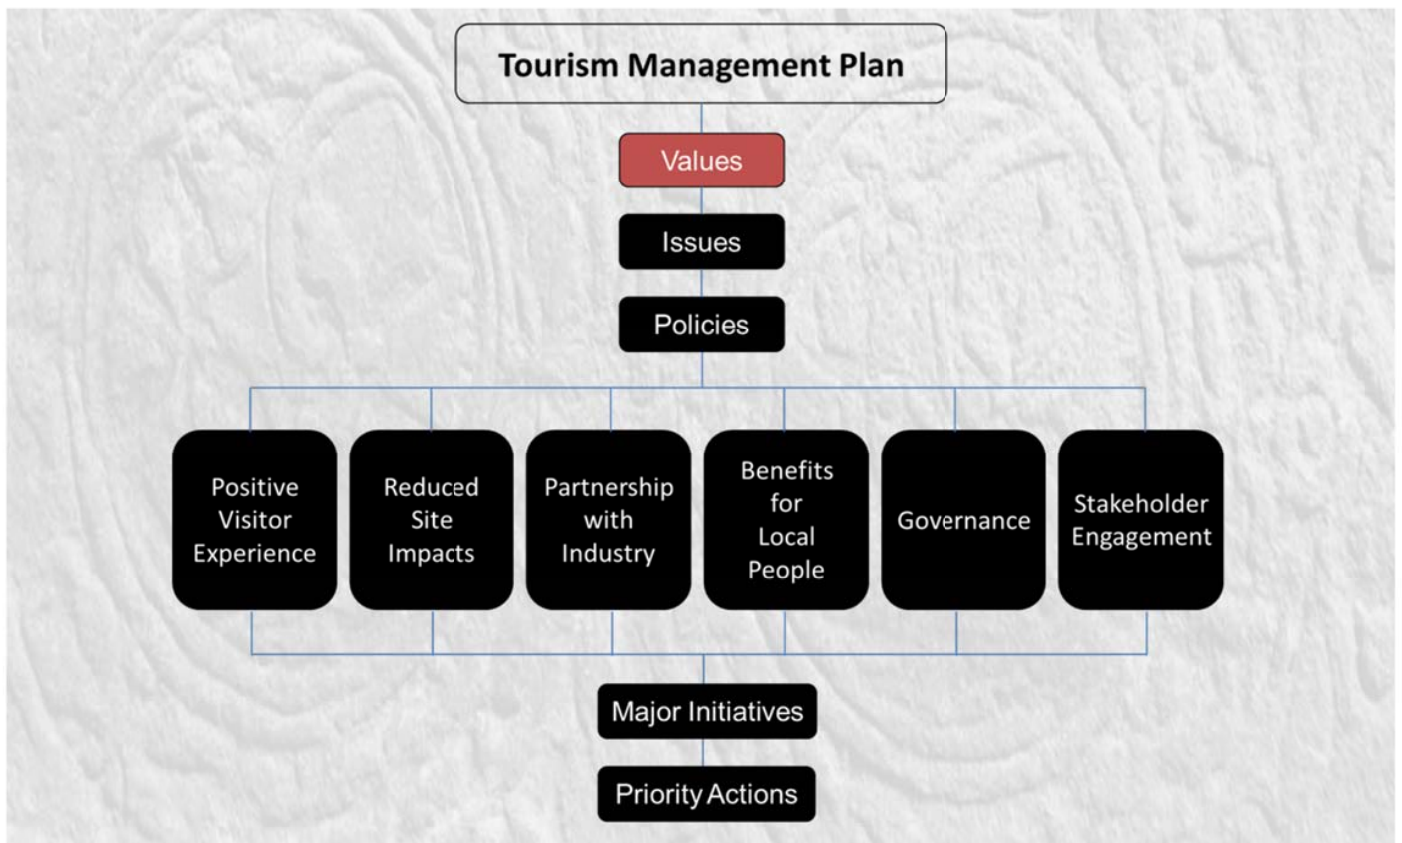 Tourism Management Plan
Values
Issues
Policies
Positive
Visitor
Experience
Reduced
Site
Impacts
Partnership
with
Industry
Benefits
for
Local
People
Governance
Stakeholder
Engagement
Major Initiatives
Priority Actions